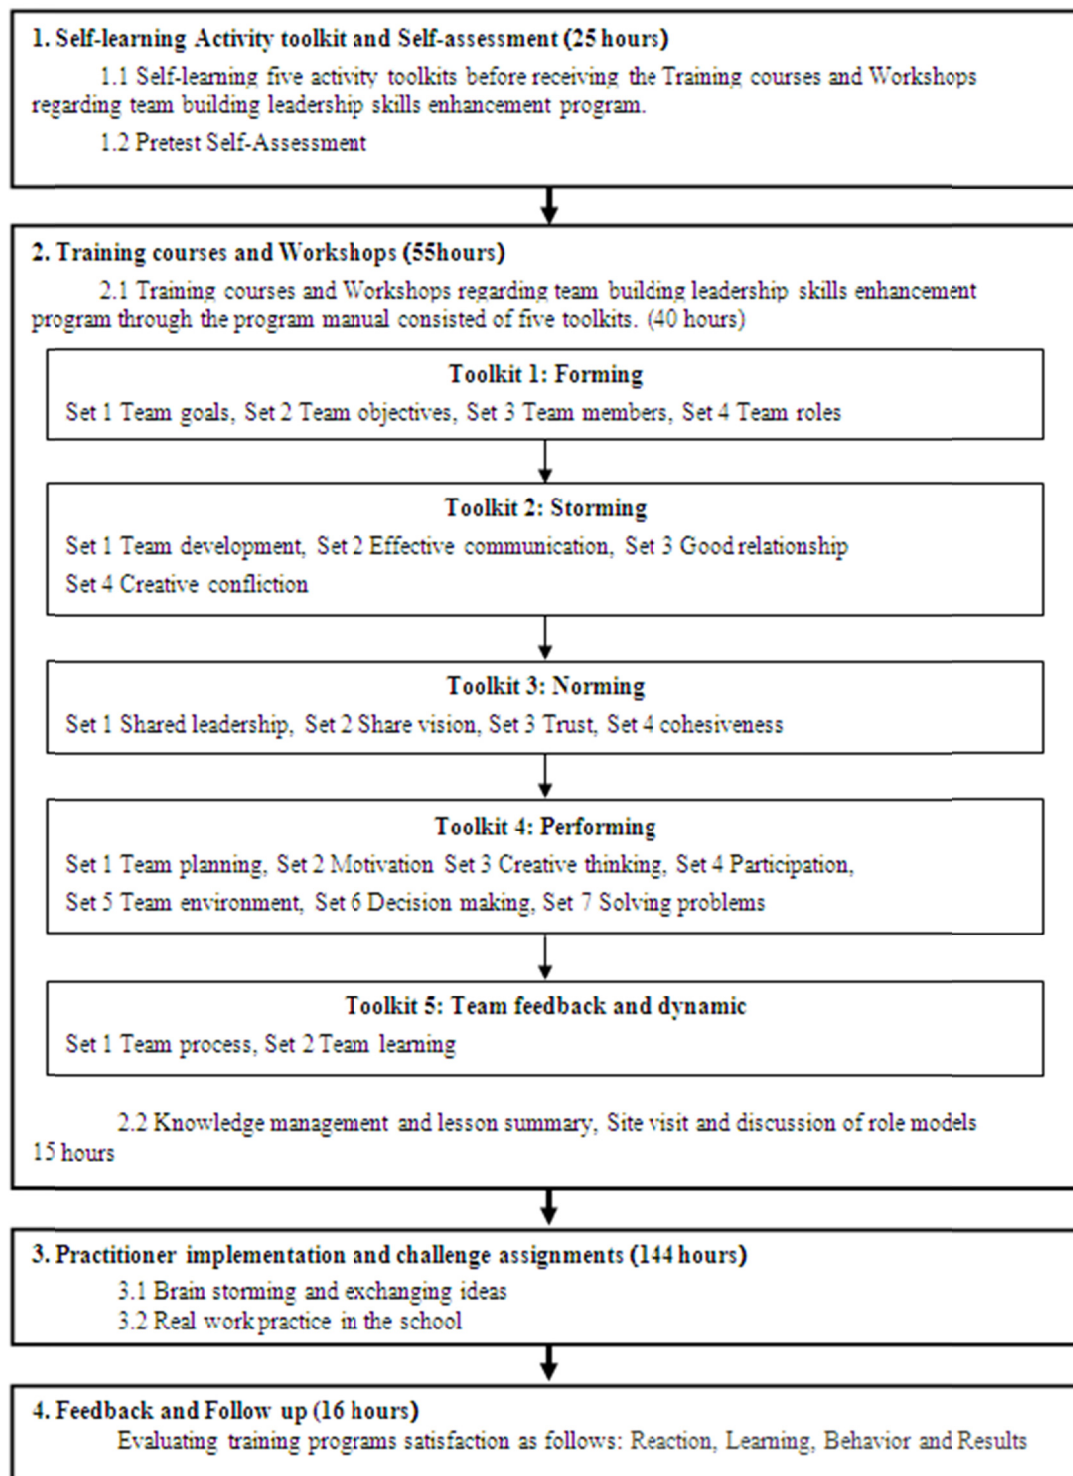 1. Self-learning Activity toolkit and Self-assessment (25 hours)
1.1 Self-learning five activity toolkits before receiving the Training courses and Workshops
regarding team building leadership skills enhancement program.
1.2 Pretest Self-Assessment
2. Training courses and Workshops (55hours)
2.1 Training courses and Workshops regarding team building leadership skills enhancement
program through the program manual consisted of five toolkits. (40 hours)
Toolkit 1: Forming
Set 1 Team goals, Set 2 Team objectives, Set 3 Team members, Set 4 Team roles
Toolkit 2: Storming
Set 1 Team development, Set 2 Effective communication, Set 3 Good relationship
Set 4 Creative confliction
Toolkit 3: Norming
Set 1 Shared leadership, Set 2 Share vision, Set 3 Trust, Set 4 cohesiveness
Toolkit 4: Performing
Set 1 Team planning, Set 2 Motivation Set 3 Creative thinking, Set 4 Participation,
Set 5 Team environment, Set 6 Decision making, Set 7 Solving problems
Toolkit 5: Team feedback and dynamic
Set 1 Team process, Set 2 Team learning
2.2 Knowledge management and lesson summary, Site visit and discussion of role models
15 hours
3. Practitioner implementation and challenge assignments (144 hours)
3.1 Brain storming and exchanging ideas
3.2 Real work practice in the school
4. Feedback and Follow up (16 hours)
Evaluating training programs satisfaction as follows: Reaction, Learning, Behavior and Results